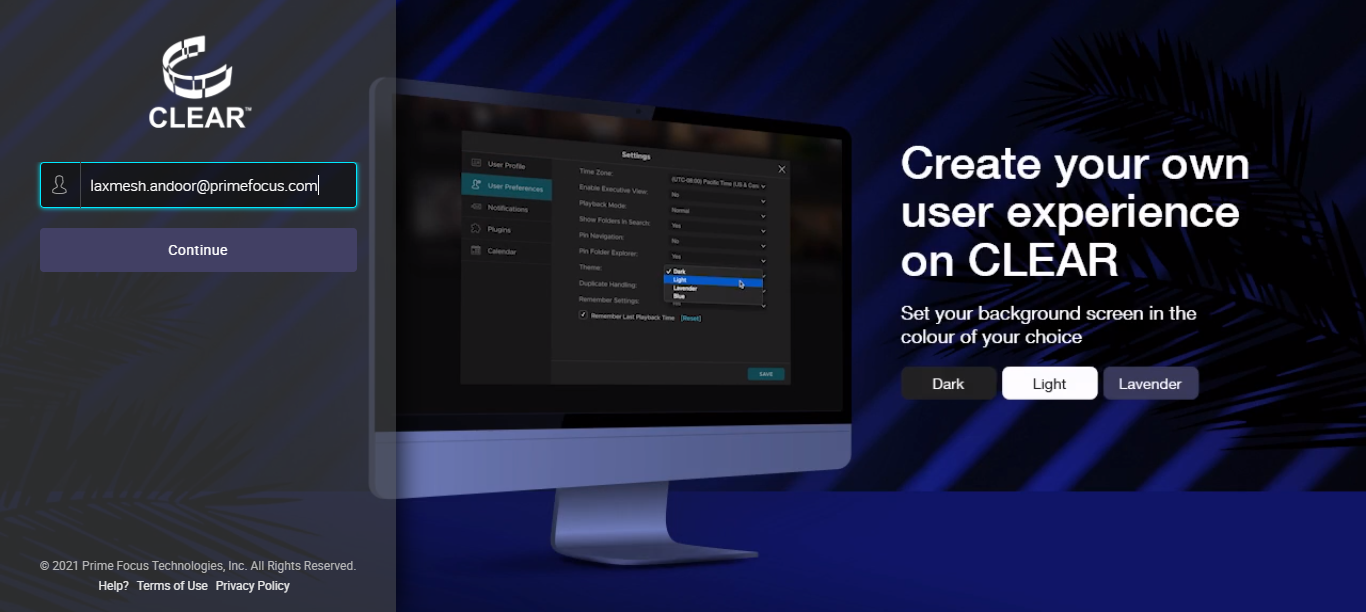 CLEAR™
laxmesh.andoor@primefocus.com
Continue
© 2021 Prime Focus Technologies, Inc. All Rights Reserved.
Help? Terms of Use Privacy Policy
Settings
User Profile
User Preferences
Notifications
Plugins
Calendar
Time Zone: (UTC-08:00) Pacific Time (US & Can
Enable Executive View: No
Playback Mode: Normal
Show Folders in Search: Yes
Pin Navigation: No
Pin Folder Explorer: Yes
Theme: Dark
Light
Duplicate Handling: Lavender
Remember Settings: Blue
Remember Last Playback Time [Reset]
SAVE
Create your own
user experience
on CLEAR
Set your background screen in the
colour of your choice
Dark Light Lavender